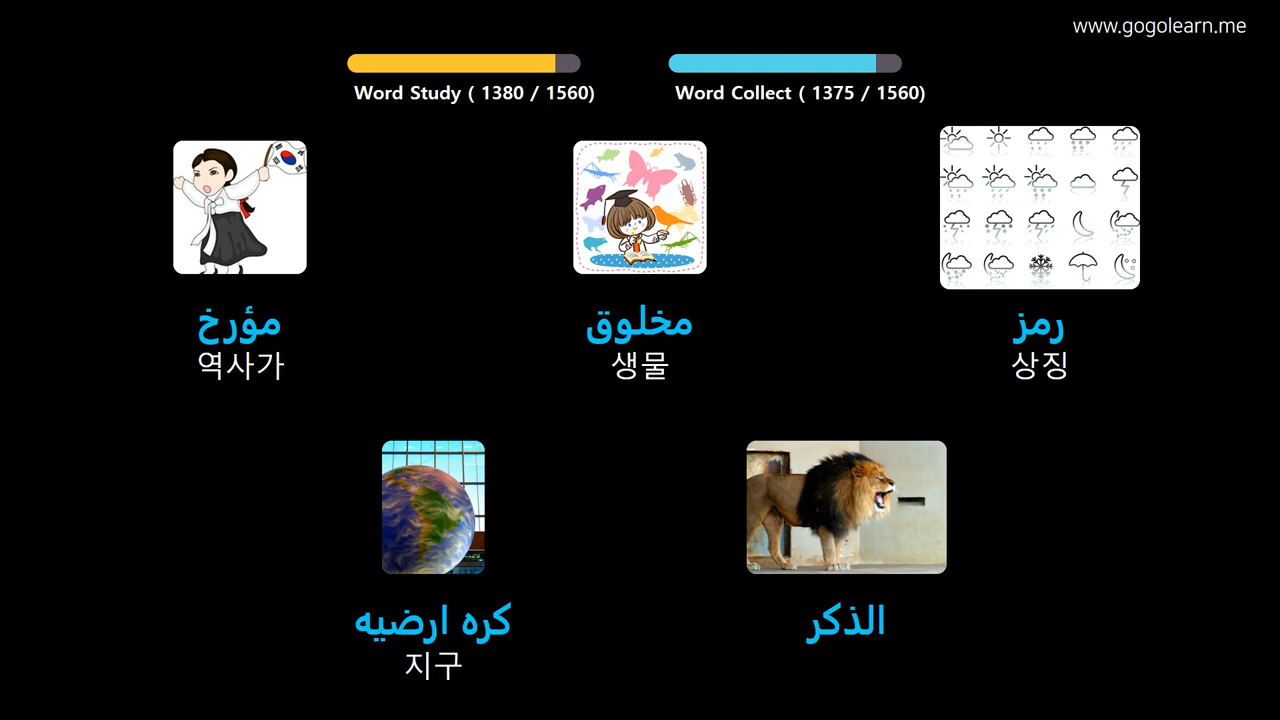 www.gogolearn.me
Word Study ( 1380 / 1560)
Word Collect ( 1375 / 1560)
مؤرخ
역사가
مخلوق
생물
رمز
상징
كره ارضيه
지구
الذكر